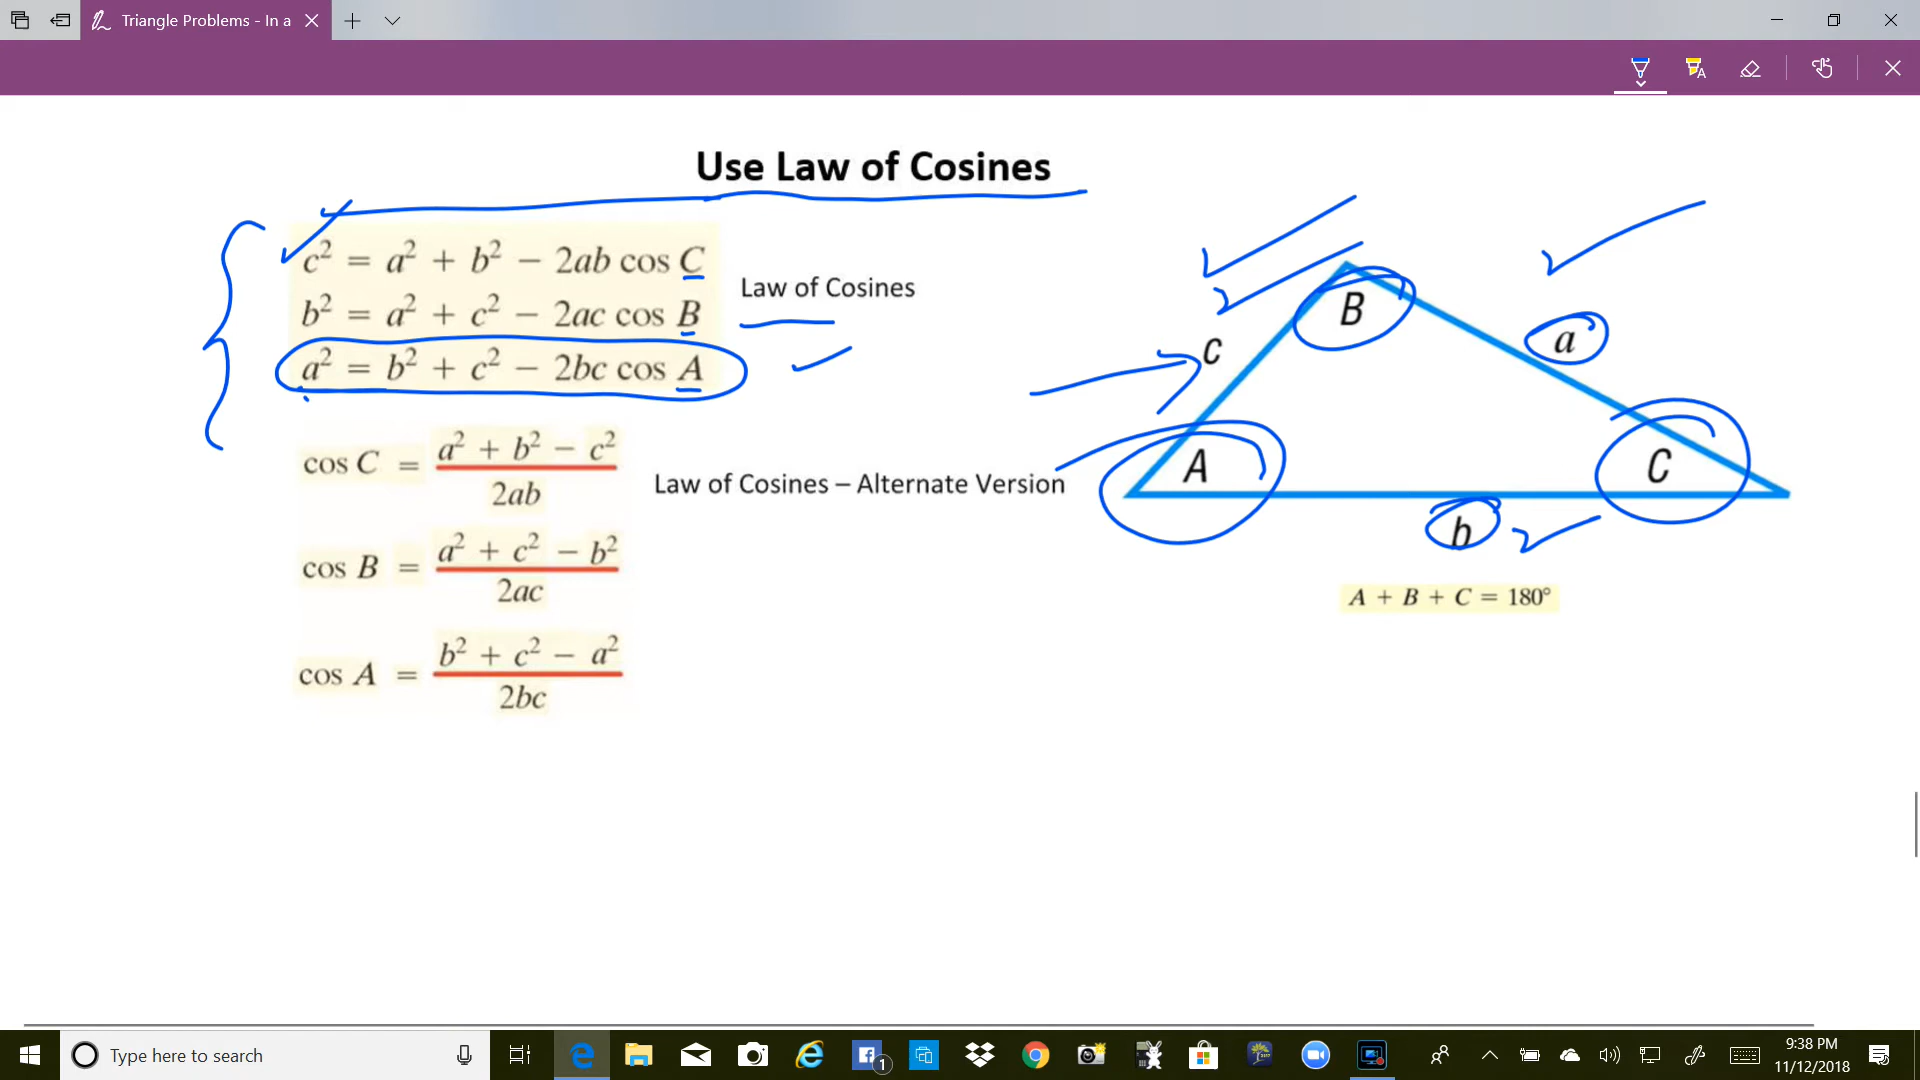 Triangle Problems - In a
Use Law of Cosines
c² = a² + b² − 2ab cos C
b² = a² + c² − 2ac cos B
a² = b² + c² − 2bc cos A
Law of Cosines
cos C = (a² + b² − c²) / 2ab
Law of Cosines – Alternate Version
cos B = (a² + c² − b²) / 2ac
cos A = (b² + c² − a²) / 2bc
B
c
a
A
C
b
A + B + C = 180°
Type here to search
1
9:38 PM
11/12/2018